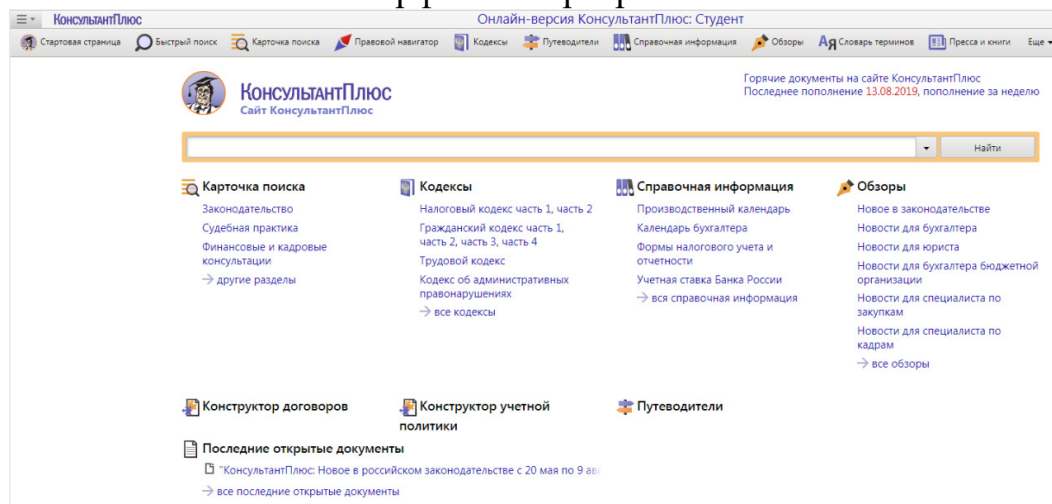 КонсультантПлюс
Онлайн-версия КонсультантПлюс: Студент
Стартовая страница
Быстрый поиск
Карточка поиска
Правовой навигатор
Кодексы
Путеводители
Справочная информация
Обзоры
Словарь терминов
Пресса и книги
Еще
КонсультантПлюс
Сайт КонсультантПлюс
Горячие документы на сайте КонсультантПлюс
Последнее пополнение 13.08.2019, пополнение за неделю
Найти
Карточка поиска
Законодательство
Судебная практика
Финансовые и кадровые
консультации
→ другие разделы
Кодексы
Налоговый кодекс часть 1, часть 2
Гражданский кодекс часть 1,
часть 2, часть 3, часть 4
Трудовой кодекс
Кодекс об административных
правонарушениях
→ все кодексы
Справочная информация
Производственный календарь
Календарь бухгалтера
Формы налогового учета и
отчетности
Учетная ставка Банка России
→ вся справочная информация
Обзоры
Новое в законодательстве
Новости для бухгалтера
Новости для юриста
Новости для бухгалтера бюджетной
организации
Новости для специалиста по
закупкам
Новости для специалиста по
кадрам
→ все обзоры
Конструктор договоров
Конструктор учетной
политики
Путеводители
Последние открытые документы
"КонсультантПлюс: Новое в российском законодательстве с 20 мая по 9 ав
→ все последние открытые документы